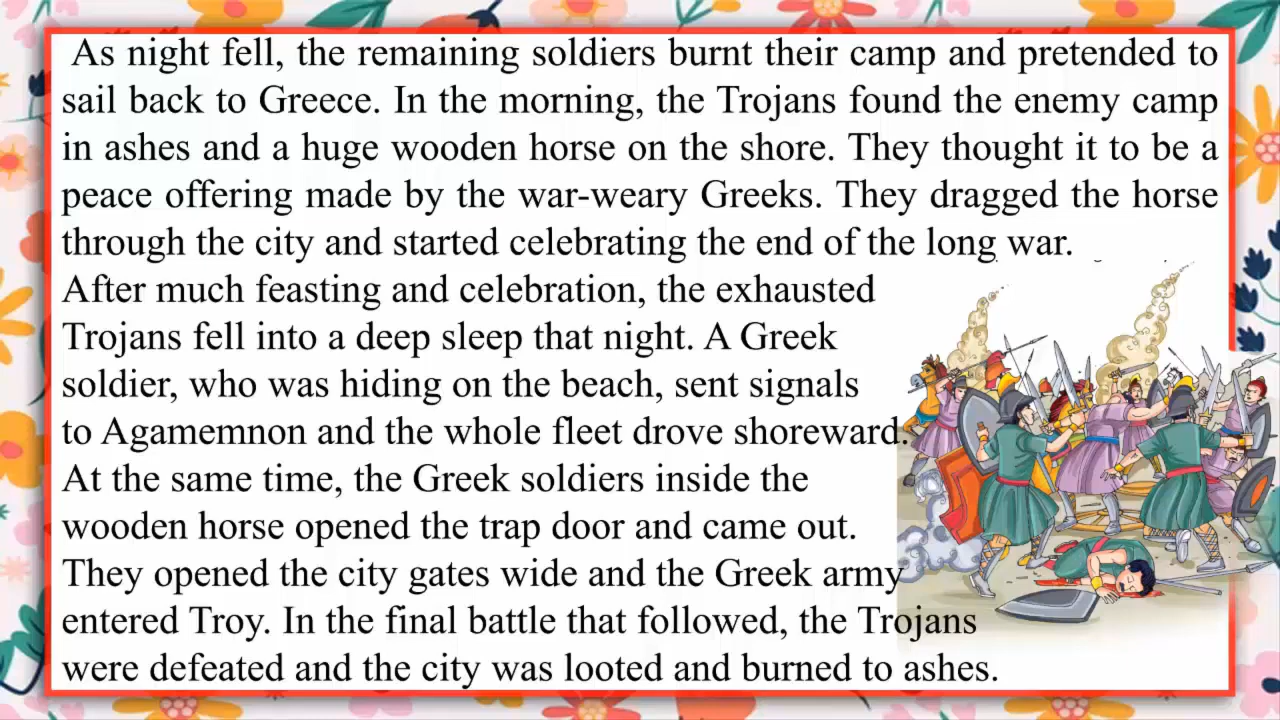 As night fell, the remaining soldiers burnt their camp and pretended to
sail back to Greece. In the morning, the Trojans found the enemy camp
in ashes and a huge wooden horse on the shore. They thought it to be a
peace offering made by the war-weary Greeks. They dragged the horse
through the city and started celebrating the end of the long war.
After much feasting and celebration, the exhausted
Trojans fell into a deep sleep that night. A Greek
soldier, who was hiding on the beach, sent signals
to Agamemnon and the whole fleet drove shoreward.
At the same time, the Greek soldiers inside the
wooden horse opened the trap door and came out.
They opened the city gates wide and the Greek army
entered Troy. In the final battle that followed, the Trojans
were defeated and the city was looted and burned to ashes.